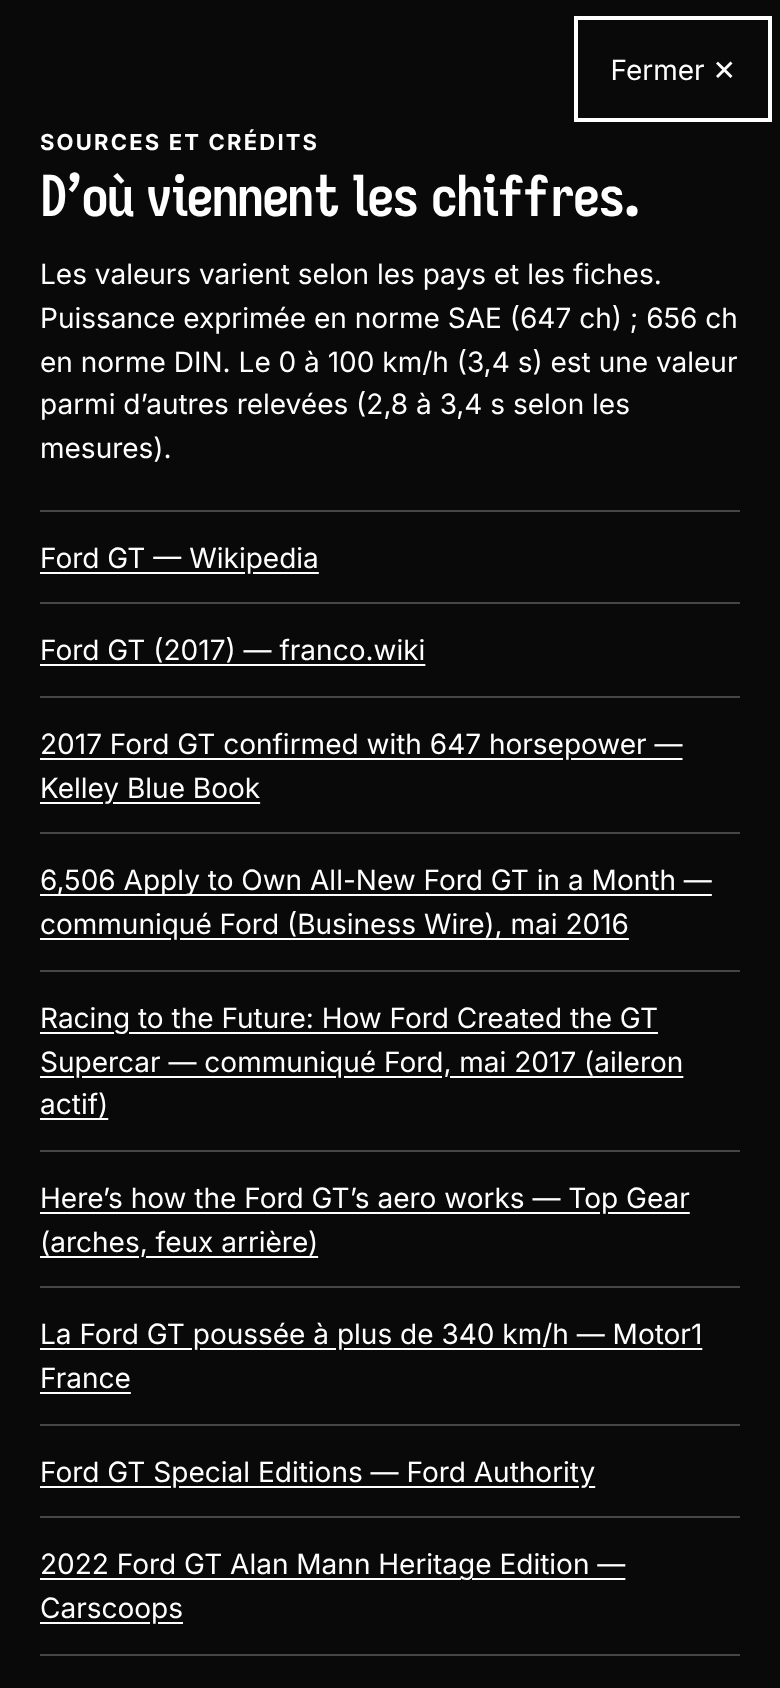 Fermer ✕
SOURCES ET CRÉDITS
D’où viennent les chiffres.
Les valeurs varient selon les pays et les fiches.
Puissance exprimée en norme SAE (647 ch) ; 656 ch
en norme DIN. Le 0 à 100 km/h (3,4 s) est une valeur
parmi d’autres relevées (2,8 à 3,4 s selon les
mesures).
Ford GT — Wikipedia
Ford GT (2017) — franco.wiki
2017 Ford GT confirmed with 647 horsepower —
Kelley Blue Book
6,506 Apply to Own All-New Ford GT in a Month —
communiqué Ford (Business Wire), mai 2016
Racing to the Future: How Ford Created the GT
Supercar — communiqué Ford, mai 2017 (aileron
actif)
Here’s how the Ford GT’s aero works — Top Gear
(arches, feux arrière)
La Ford GT poussée à plus de 340 km/h — Motor1
France
Ford GT Special Editions — Ford Authority
2022 Ford GT Alan Mann Heritage Edition —
Carscoops